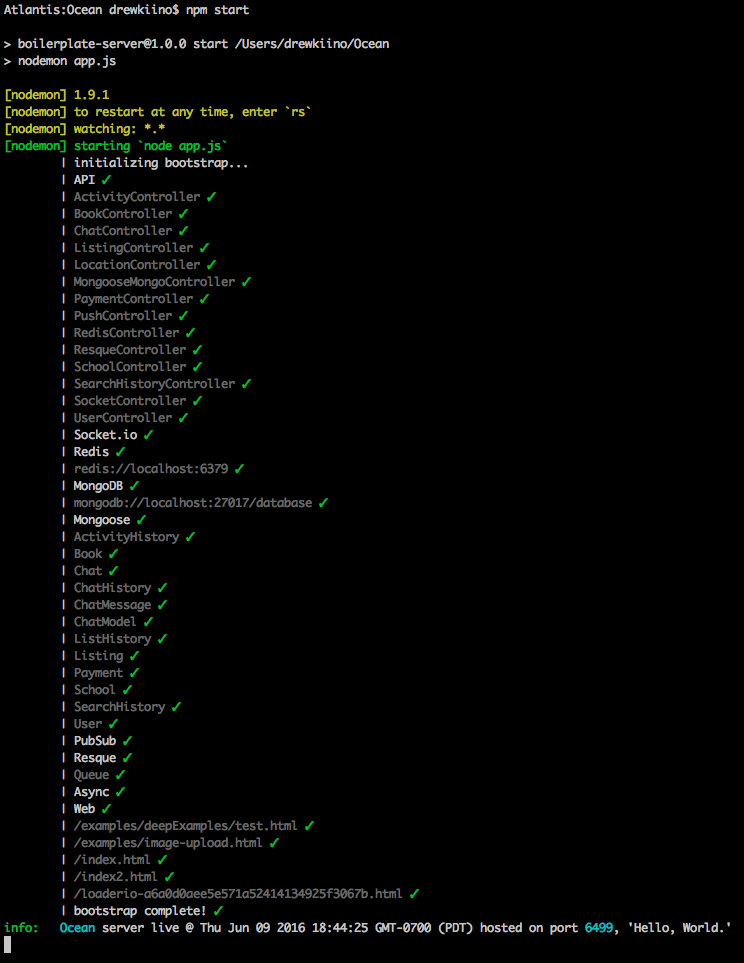 Atlantis:Ocean drewkiino$ npm start
> boilerplate-server@1.0.0 start /Users/drewkiino/Ocean
> nodemon app.js
[nodemon] 1.9.1
[nodemon] to restart at any time, enter `rs`
[nodemon] watching: *.*
[nodemon] starting `node app.js`
| initializing bootstrap...
| API ✓
| ActivityController ✓
| BookController ✓
| ChatController ✓
| ListingController ✓
| LocationController ✓
| MongooseMongoController ✓
| PaymentController ✓
| PushController ✓
| RedisController ✓
| ResqueController ✓
| SchoolController ✓
| SearchHistoryController ✓
| SocketController ✓
| UserController ✓
| Socket.io ✓
| Redis ✓
| redis://localhost:6379 ✓
| MongoDB ✓
| mongodb://localhost:27017/database ✓
| Mongoose ✓
| ActivityHistory ✓
| Book ✓
| Chat ✓
| ChatHistory ✓
| ChatMessage ✓
| ChatModel ✓
| ListHistory ✓
| Listing ✓
| Payment ✓
| School ✓
| SearchHistory ✓
| User ✓
| PubSub ✓
| Resque ✓
| Queue ✓
| Async ✓
| Web ✓
| /examples/deepExamples/test.html ✓
| /examples/image-upload.html ✓
| /index.html ✓
| /index2.html ✓
| /loaderio-a6a0d0aee5e571a52414134925f3067b.html ✓
| bootstrap complete! ✓
info: Ocean server live @ Thu Jun 09 2016 18:44:25 GMT-0700 (PDT) hosted on port 6499, 'Hello, World.'